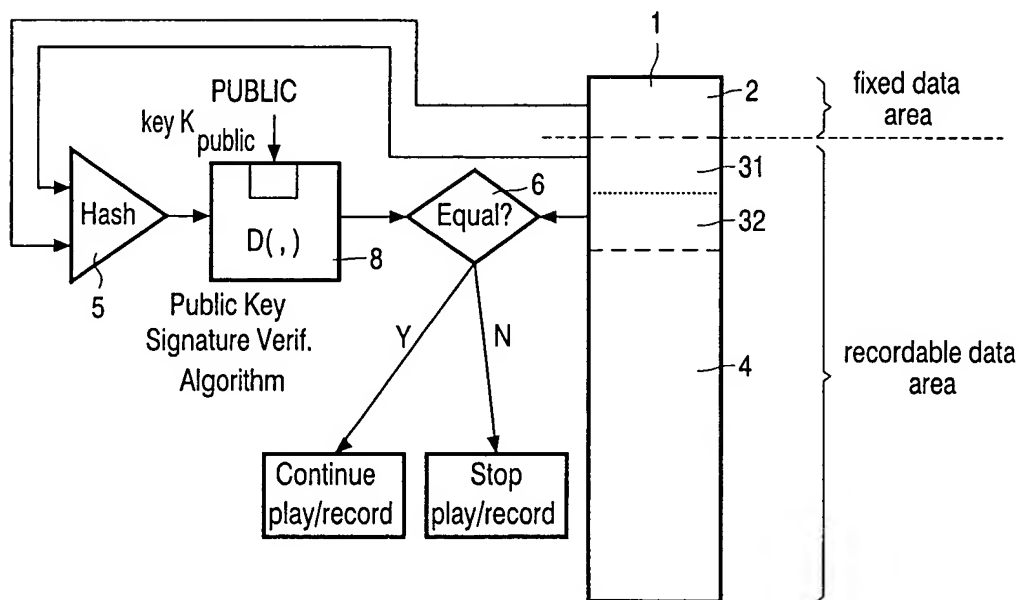 1
2
fixed data
area
PUBLIC
key K public
31
6
Hash
Equal?
32
D( , )
8
5
Public Key
Signature Verif.
Algorithm
Y
N
4
recordable data
area
Continue
play/record
Stop
play/record